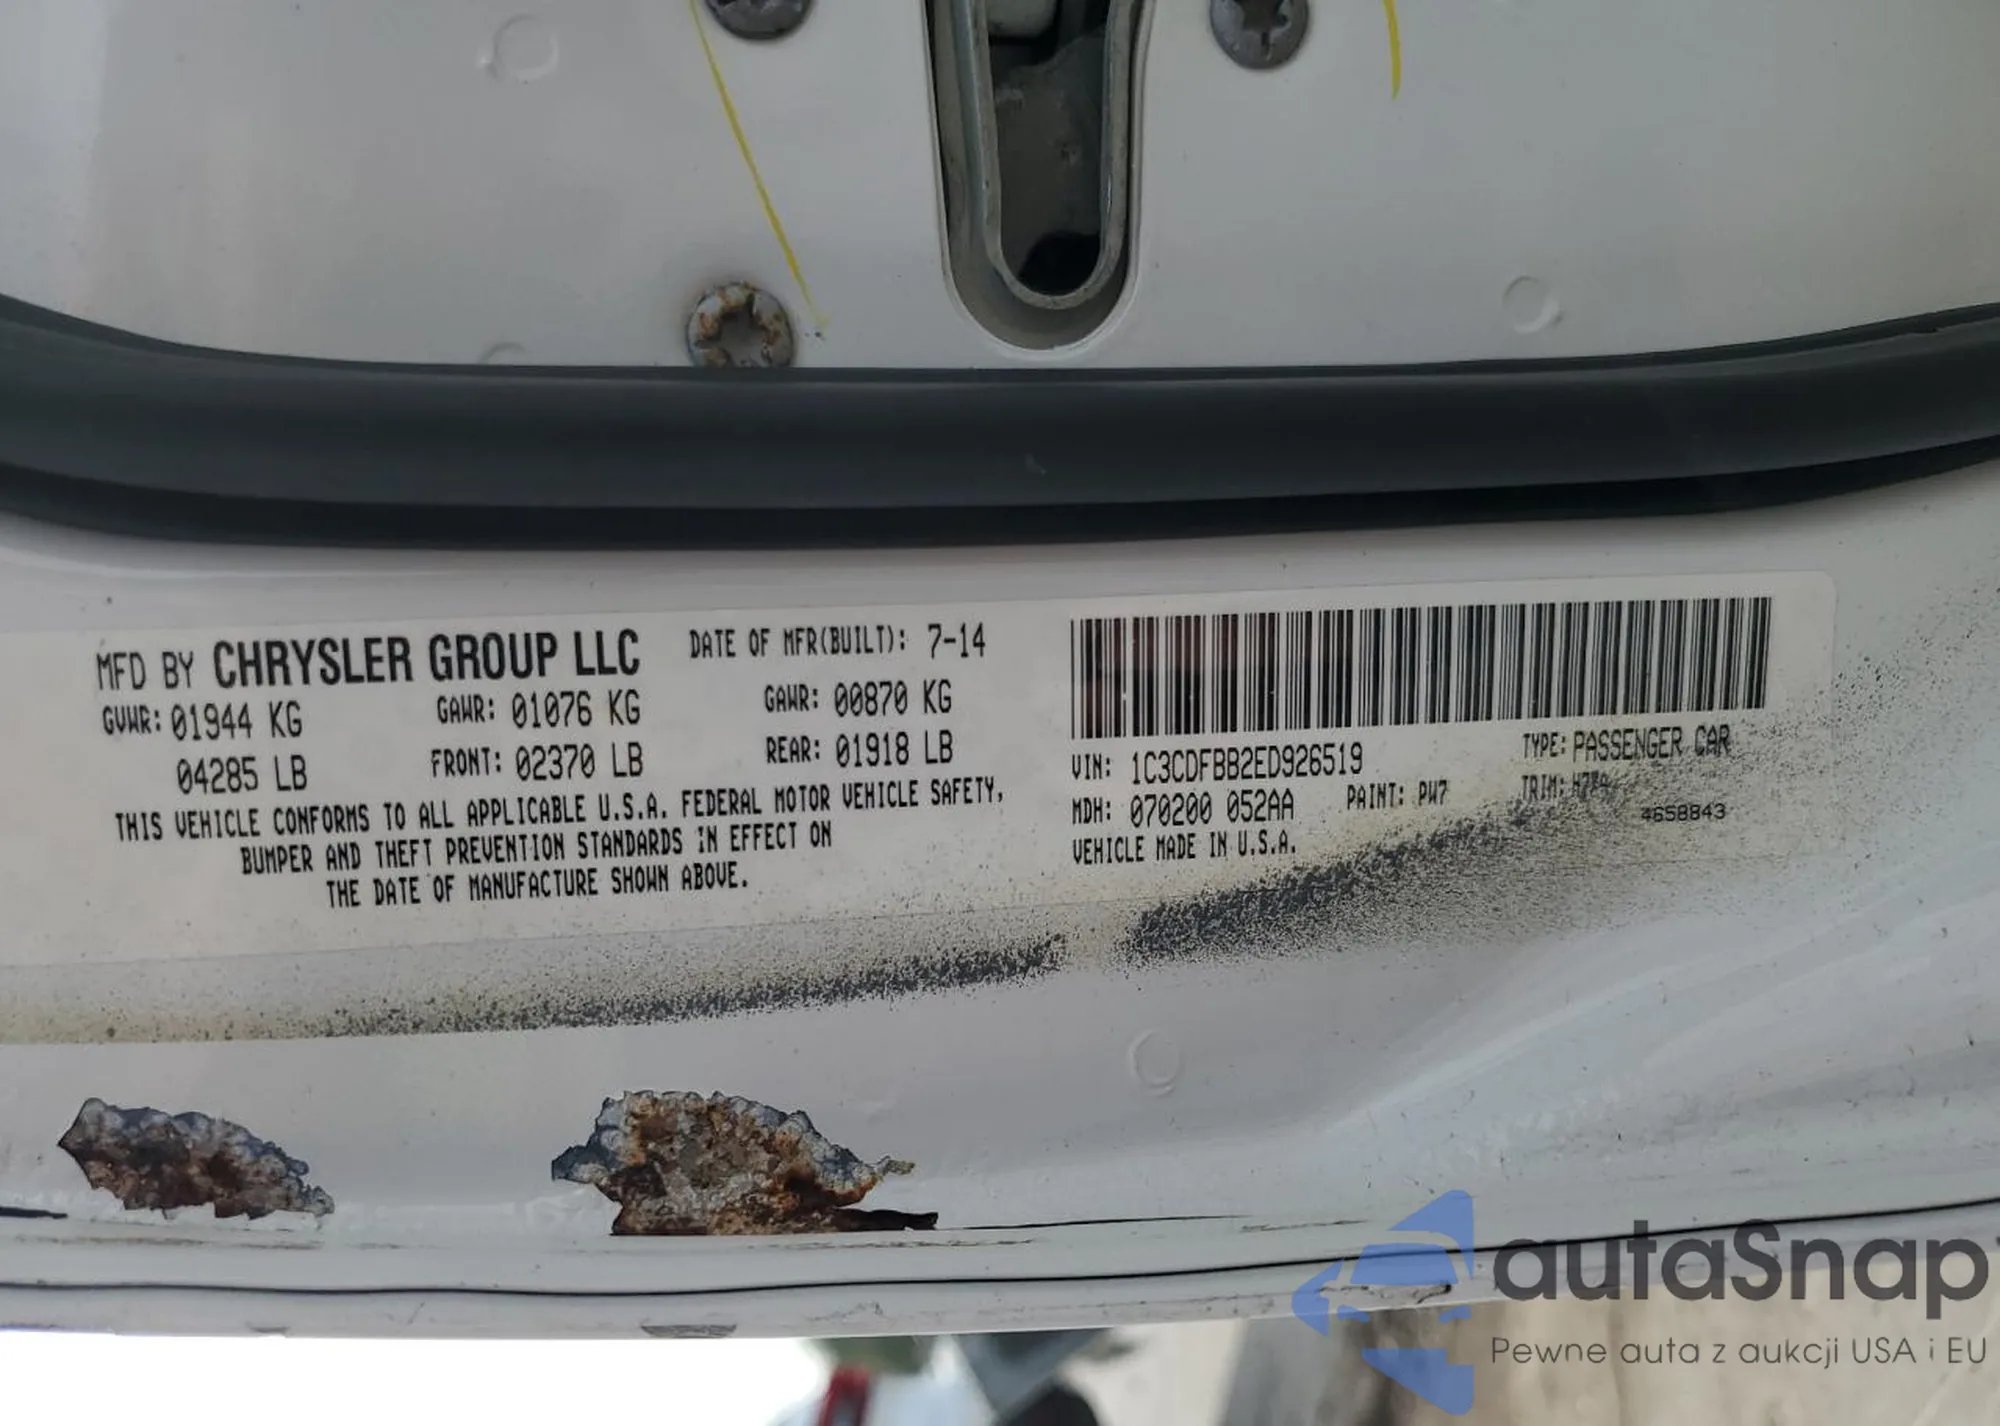 MFD BY CHRYSLER GROUP LLC DATE OF MFR(BUILT): 7-14
GVWR: 01944 KG GAWR: 01076 KG GAWR: 00870 KG
04285 LB FRONT: 02370 LB REAR: 01918 LB
THIS VEHICLE CONFORMS TO ALL APPLICABLE U.S.A. FEDERAL MOTOR VEHICLE SAFETY,
BUMPER AND THEFT PREVENTION STANDARDS IN EFFECT ON
THE DATE OF MANUFACTURE SHOWN ABOVE.
VIN: 1C3CDFBB2ED926519 TYPE: PASSENGER CAR
MDH: 070200 052AA PAINT: PW7 TRIM:
VEHICLE MADE IN U.S.A. 4658843
autaSnap
Pewne auta z aukcji USA i EU